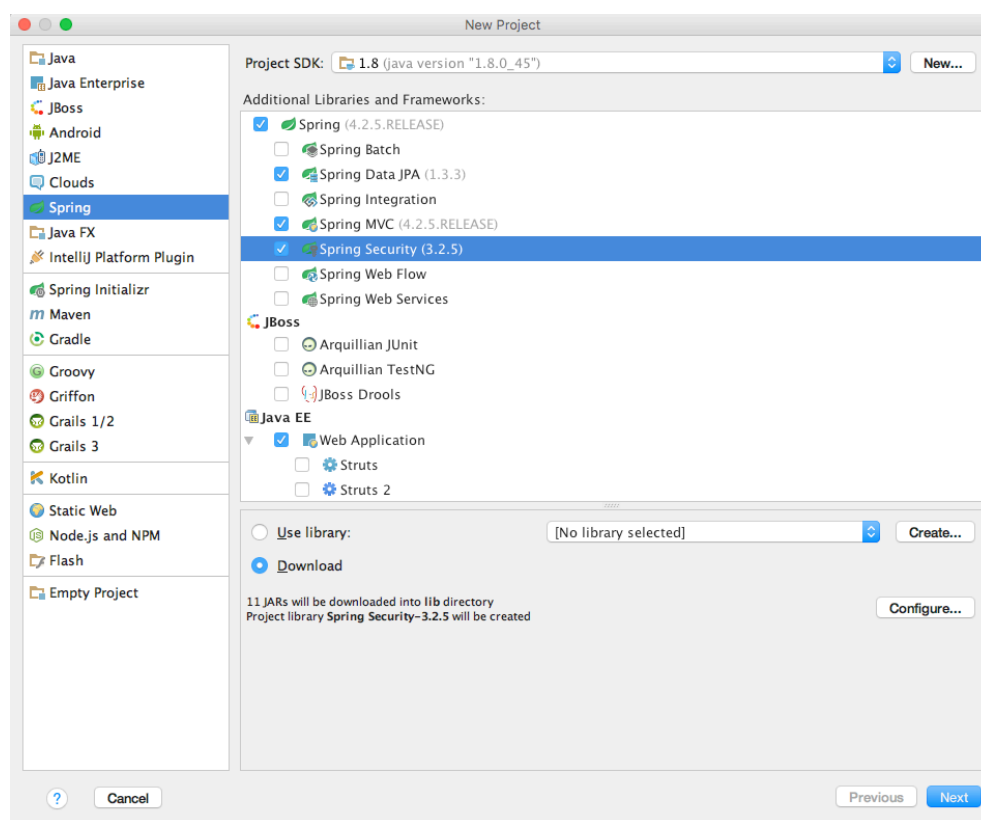 New Project
Java
Java Enterprise
JBoss
Android
J2ME
Clouds
Spring
Java FX
IntelliJ Platform Plugin
Spring Initializr
Maven
Gradle
Groovy
Griffon
Grails 1/2
Grails 3
Kotlin
Static Web
Node.js and NPM
Flash
Empty Project
Project SDK: 1.8 (java version "1.8.0_45") New...
Additional Libraries and Frameworks:
Spring (4.2.5.RELEASE)
Spring Batch
Spring Data JPA (1.3.3)
Spring Integration
Spring MVC (4.2.5.RELEASE)
Spring Security (3.2.5)
Spring Web Flow
Spring Web Services
JBoss
Arquillian JUnit
Arquillian TestNG
JBoss Drools
Java EE
Web Application
Struts
Struts 2
Use library: [No library selected] Create...
Download
11 JARs will be downloaded into lib directory
Project library Spring Security-3.2.5 will be created
Configure...
? Cancel Previous Next